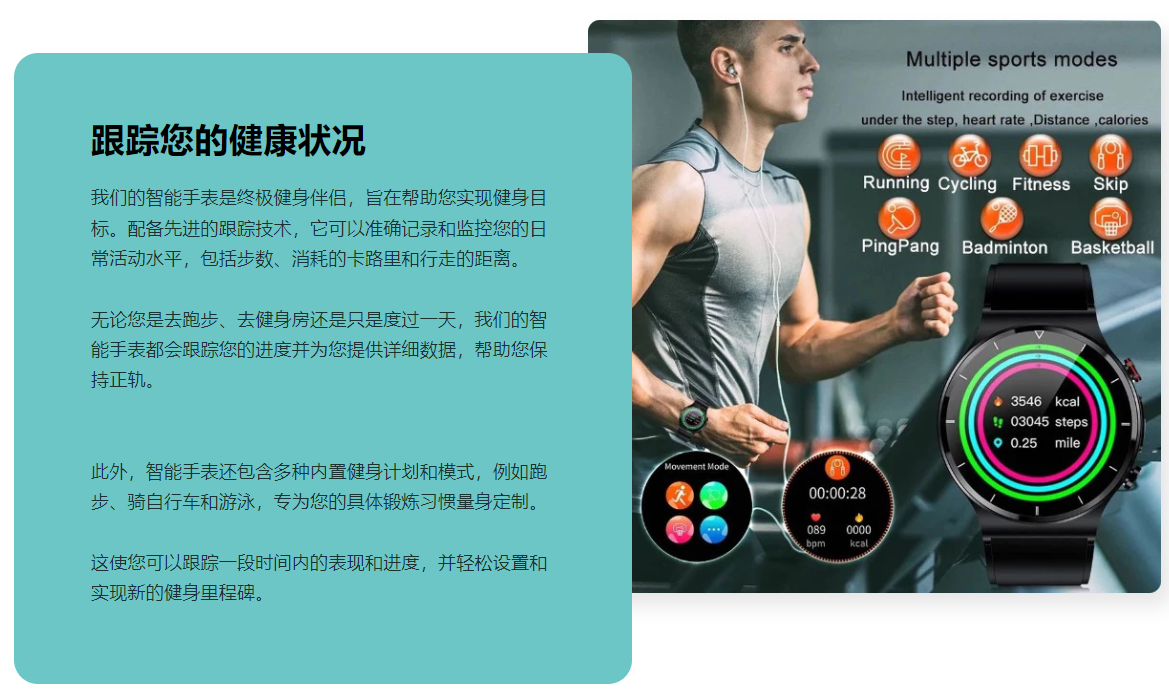 跟踪您的健康状况
我们的智能手表是终极健身伴侣，旨在帮助您实现健身目
标。配备先进的跟踪技术，它可以准确记录和监控您的日
常活动水平，包括步数、消耗的卡路里和行走的距离。
无论您是去跑步、去健身房还是只是度过一天，我们的智
能手表都会跟踪您的进度并为您提供详细数据，帮助您保
持正轨。
此外，智能手表还包含多种内置健身计划和模式，例如跑
步、骑自行车和游泳，专为您的具体锻炼习惯量身定制。
这使您可以跟踪一段时间内的表现和进度，并轻松设置和
实现新的健身里程碑。
Multiple sports modes
Intelligent recording of exercise
under the step, heart rate ,Distance ,calories
Running Cycling Fitness Skip
PingPang Badminton Basketball
3546 kcal
03045 steps
0.25 mile
Movement Mode
00:00:28
089 0000
bpm kcal